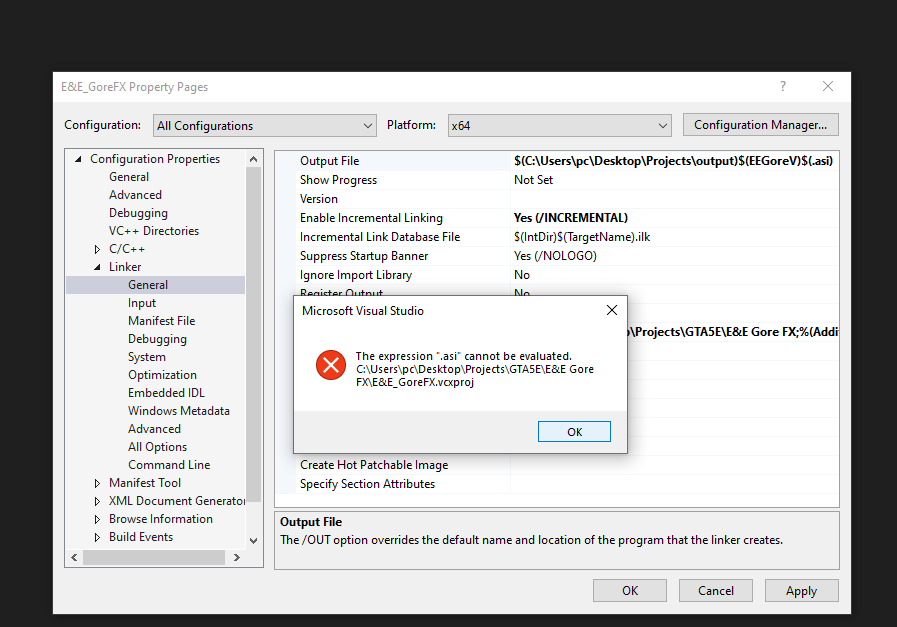 E&E_GoreFX Property Pages
Configuration: All Configurations Platform: x64 Configuration Manager...
Configuration Properties
General
Advanced
Debugging
VC++ Directories
C/C++
Linker
General
Input
Manifest File
Debugging
System
Optimization
Embedded IDL
Windows Metadata
Advanced
All Options
Command Line
Manifest Tool
XML Document Generator
Browse Information
Build Events
Output File $(C:\Users\pc\Desktop\Projects\output)$(EEGoreV)$(.asi)
Show Progress Not Set
Version
Enable Incremental Linking Yes (/INCREMENTAL)
Incremental Link Database File $(IntDir)$(TargetName).ilk
Suppress Startup Banner Yes (/NOLOGO)
Ignore Import Library No
Register Output No
p\Projects\GTA5E\E&E Gore FX;%(Addi
Microsoft Visual Studio
The expression ".asi" cannot be evaluated.
C:\Users\pc\Desktop\Projects\GTA5E\E&E Gore
FX\E&E_GoreFX.vcxproj
OK
Create Hot Patchable Image
Specify Section Attributes
Output File
The /OUT option overrides the default name and location of the program that the linker creates.
OK Cancel Apply